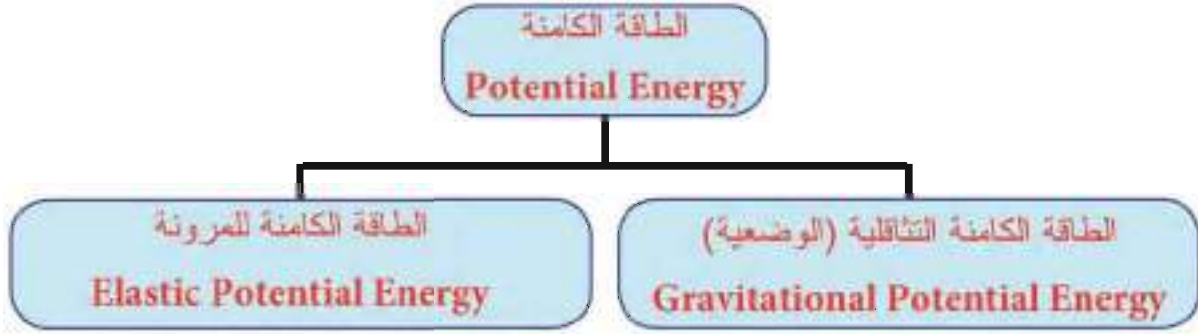 الطاقة الكامنة
Potential Energy
الطاقة الكامنة التثاقلية (الوضعية)
Gravitational Potential Energy
الطاقة الكامنة للمرونة
Elastic Potential Energy